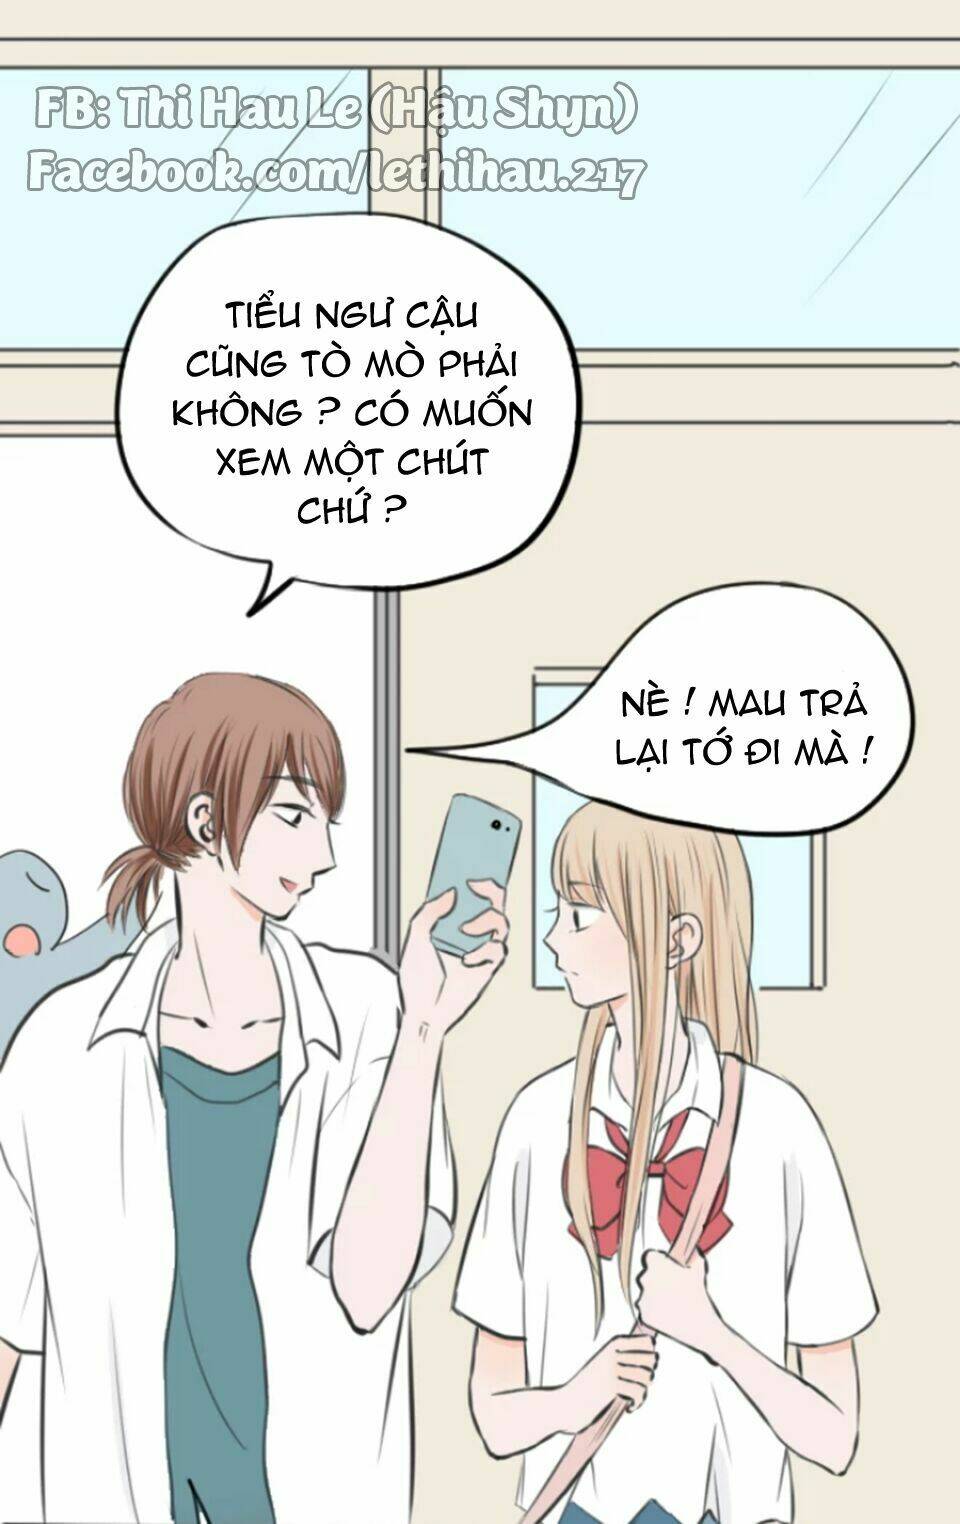 FB: Thi Hau Le (Hậu Shyn)
Facebook.com/lethihau.217
TIỂU NGƯ CẬU
CŨNG TÒ MÒ PHẢI
KHÔNG ? CÓ MUỐN
XEM MỘT CHÚT
CHỨ ?
NÈ ! MAU TRẢ
LẠI TỚ ĐI MÀ !